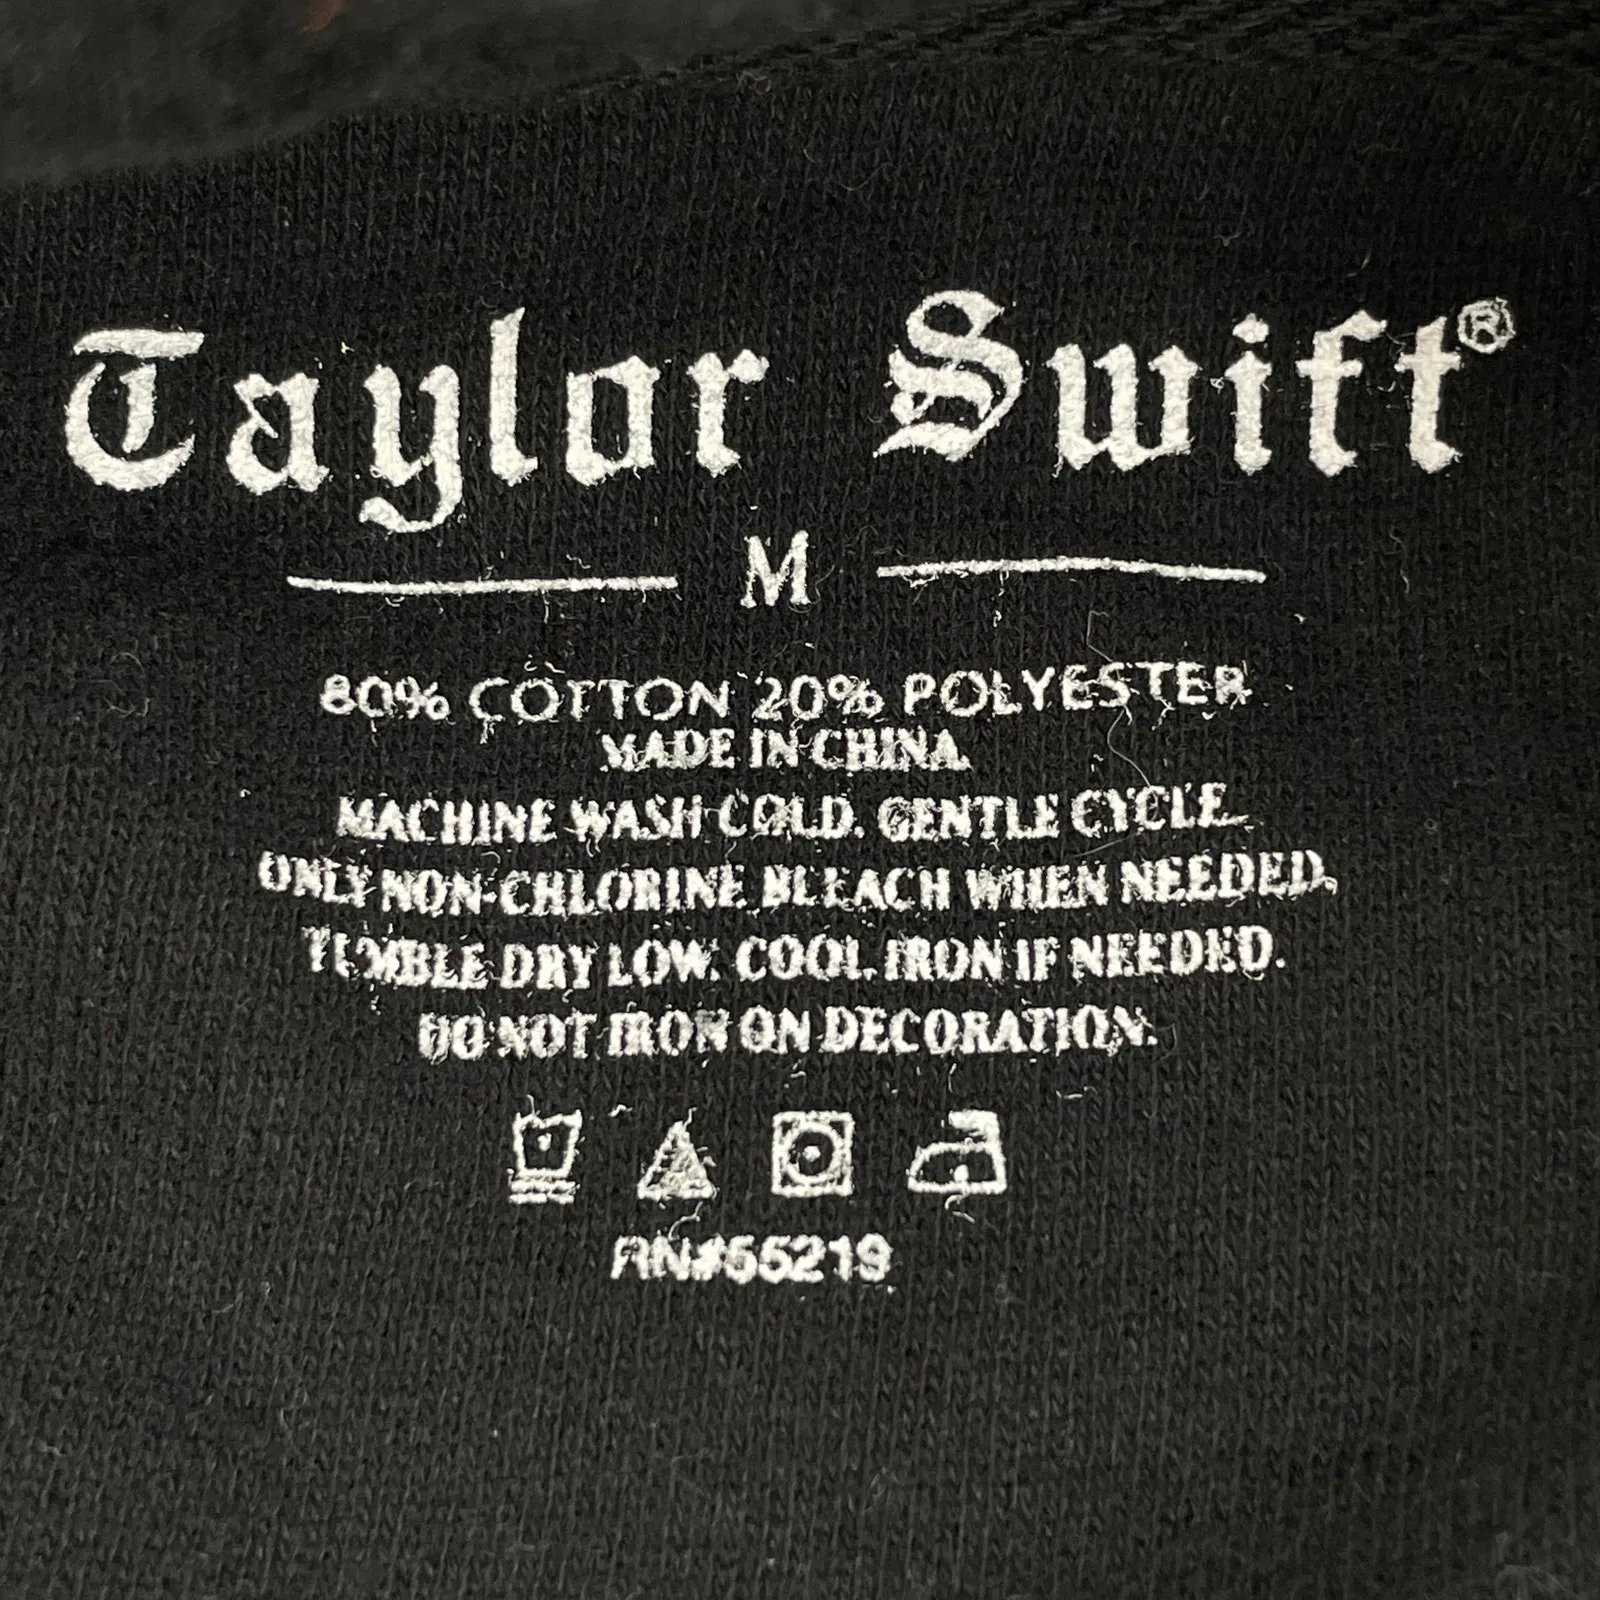 Taylor Swift®
M
80% COTTON 20% POLYESTER
MADE IN CHINA.
MACHINE WASH COLD. GENTLE CYCLE.
ONLY NON-CHLORINE BLEACH WHEN NEEDED.
TUMBLE DRY LOW. COOL IRON IF NEEDED.
DO NOT IRON ON DECORATION.
RN#55219